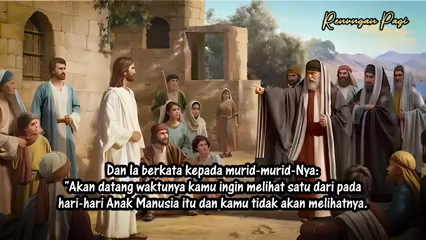 Renungan Pagi
Dan Ia berkata kepada murid-murid-Nya:
"Akan datang waktunya kamu ingin melihat satu dari pada
hari-hari Anak Manusia itu dan kamu tidak akan melihatnya.